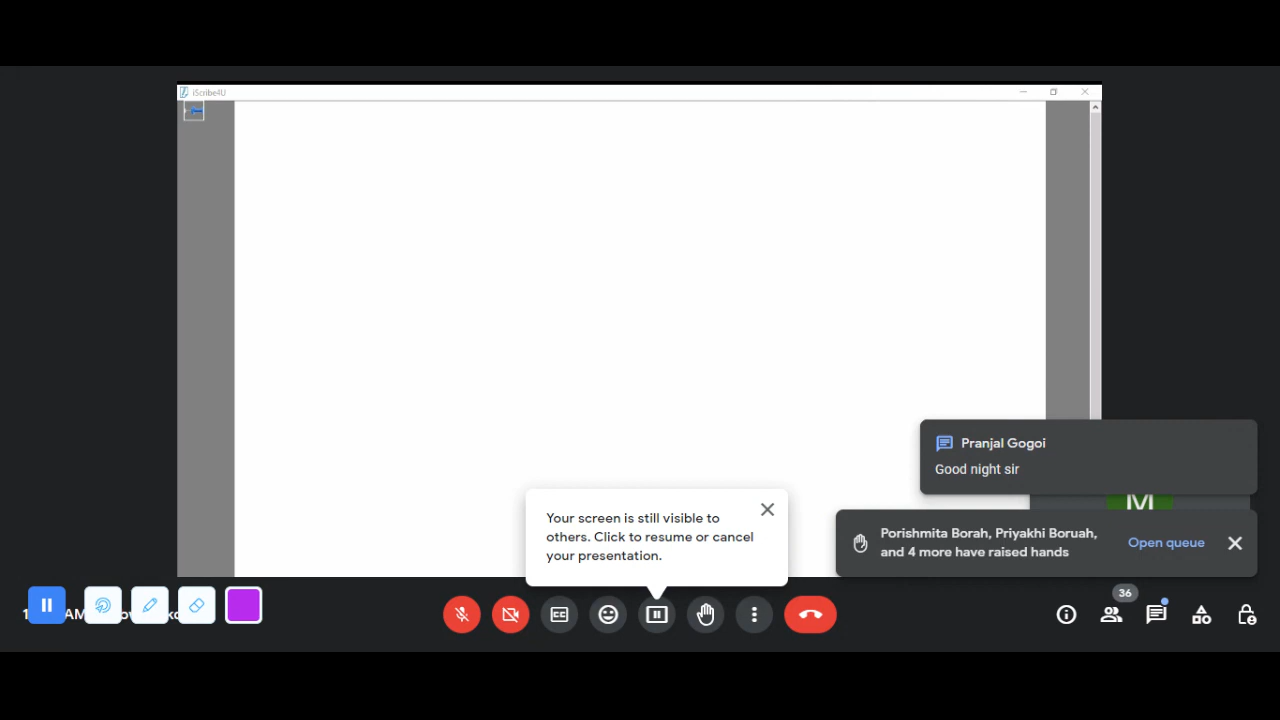 iScribe4U
Pranjal Gogoi
Good night sir
Your screen is still visible to
others. Click to resume or cancel
your presentation.
Porishmita Borah, Priyakhi Boruah,
and 4 more have raised hands
Open queue
M
36
AM